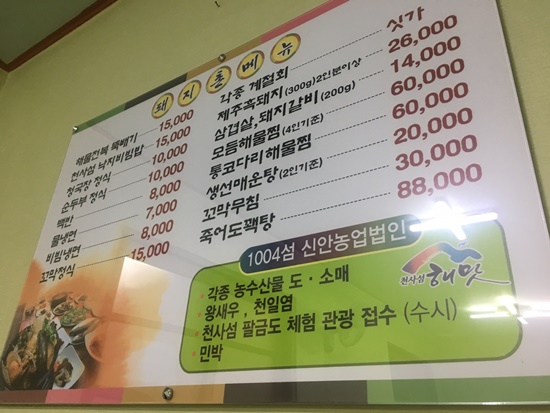 돼지촌메뉴
해물전복 뚝배기 15,000
천사섬 낙지비빔밥 15,000
청국장 정식 10,000
순두부 정식 10,000
백반 8,000
물냉면 7,000
비빔냉면 8,000
꼬막정식 15,000
각종 계절회 싯가
제주흑돼지(300g)2인분이상 26,000
삼겹살,돼지갈비(200g) 14,000
모듬해물찜(4인기준) 60,000
통코다리해물찜 60,000
생선매운탕(2인기준) 20,000
꼬막무침 30,000
죽어도꽥탕 88,000
1004섬 신안농업법인
천사섬 해맛
· 각종 농수산물 도·소매
· 왕새우, 천일염
· 천사섬 팔금도 체험 관광 접수 (수시)
· 민박